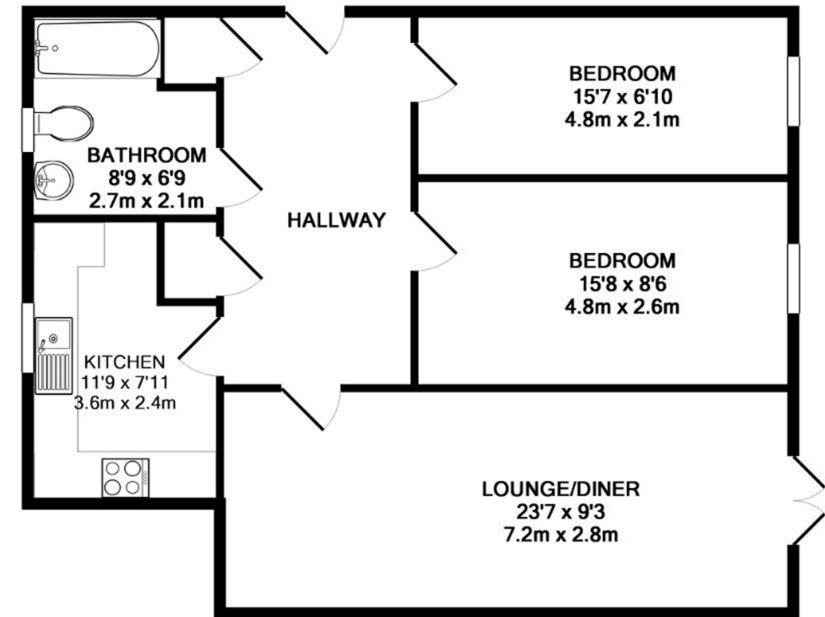 BEDROOM
15'7 x 6'10
4.8m x 2.1m
BATHROOM
8'9 x 6'9
2.7m x 2.1m
HALLWAY
BEDROOM
15'8 x 8'6
4.8m x 2.6m
KITCHEN
11'9 x 7'11
3.6m x 2.4m
LOUNGE/DINER
23'7 x 9'3
7.2m x 2.8m